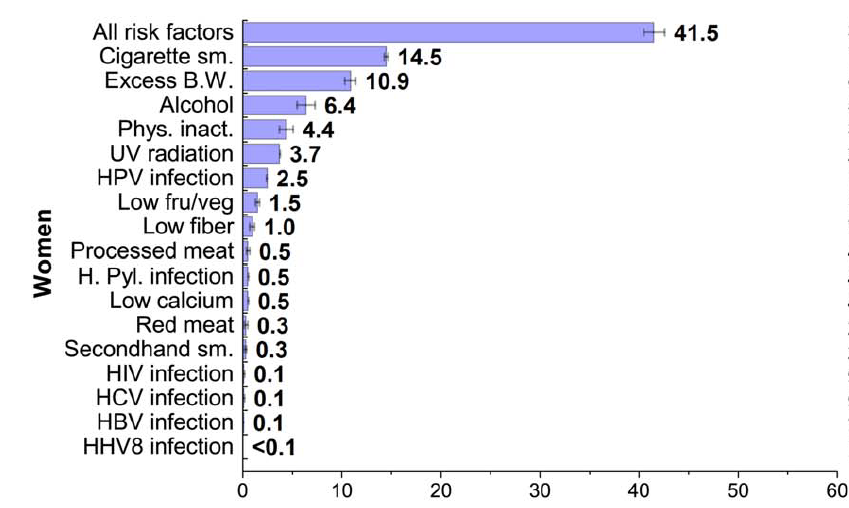 All risk factors 41.5
Cigarette sm. 14.5
Excess B.W. 10.9
Alcohol 6.4
Phys. inact. 4.4
UV radiation 3.7
HPV infection 2.5
Low fru/veg 1.5
Low fiber 1.0
Processed meat 0.5
H. Pyl. infection 0.5
Low calcium 0.5
Red meat 0.3
Secondhand sm. 0.3
HIV infection 0.1
HCV infection 0.1
HBV infection 0.1
HHV8 infection <0.1
Women
0 10 20 30 40 50 60